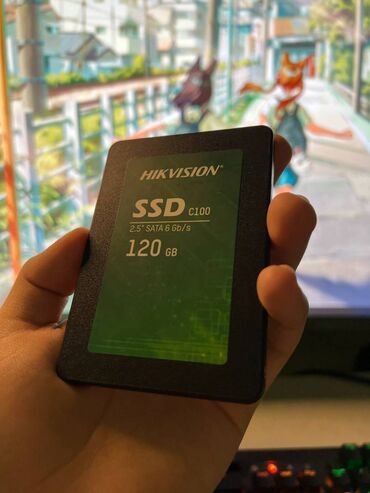 HIKVISION
SSD C100
2.5" SATA 6 Gb/s
120 GB